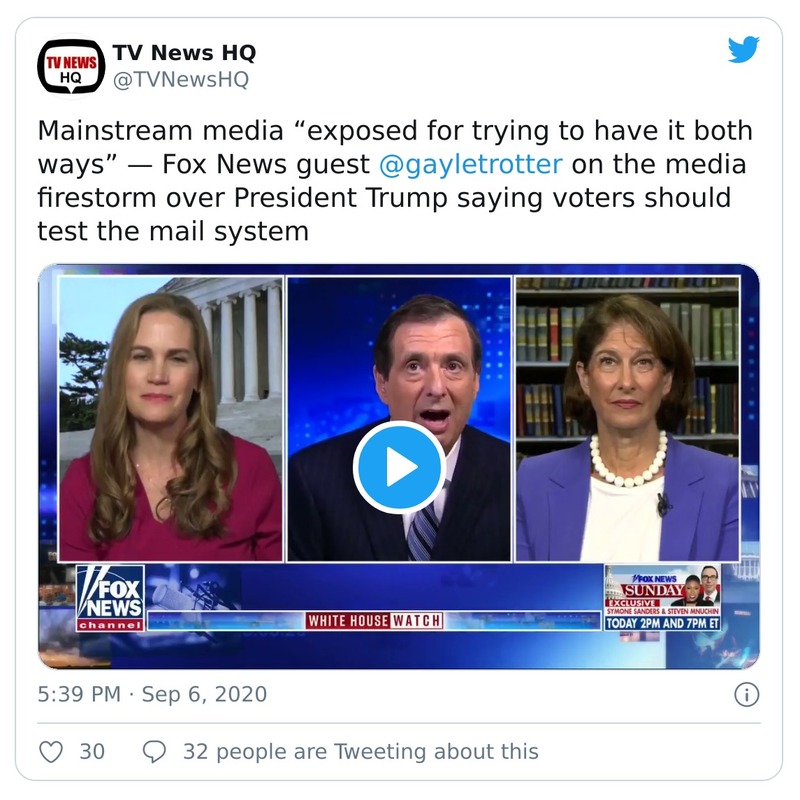 TV NEWS
HQ
TV News HQ
@TVNewsHQ
Mainstream media “exposed for trying to have it both
ways” — Fox News guest @gayletrotter on the media
firestorm over President Trump saying voters should
test the mail system
FOX
NEWS
channel
WHITE HOUSE WATCH
FOX NEWS
SUNDAY
EXCLUSIVE
SYMONE SANDERS & STEVEN MNUCHIN
TODAY 2PM AND 7PM ET
5:39 PM · Sep 6, 2020
30
32 people are Tweeting about this